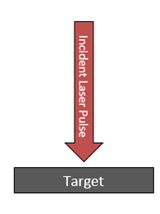 Incident Laser Pulse
Target